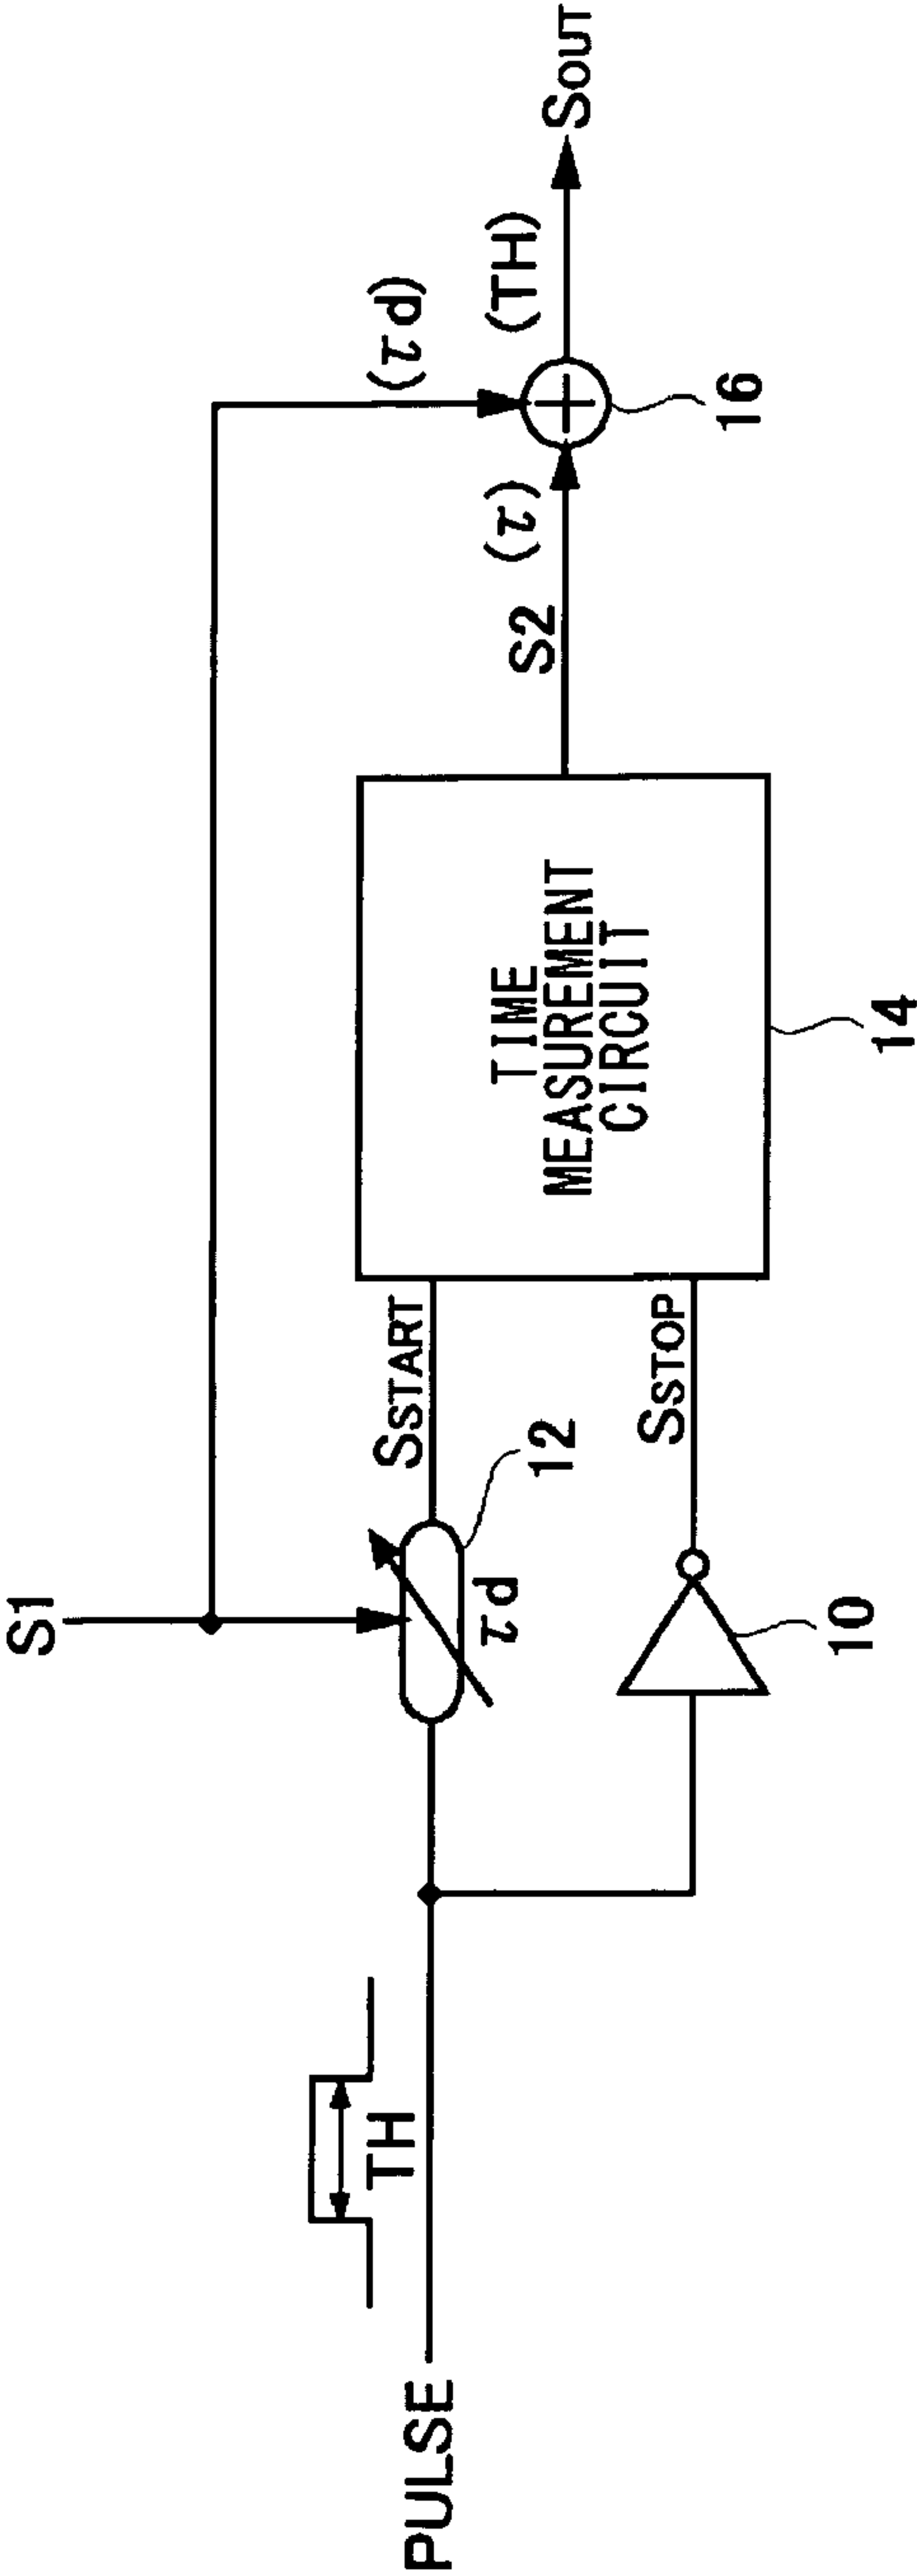 S1
(τd)
PULSE
TH
τd
12
SSTART
10
SSTOP
TIME
MEASUREMENT
CIRCUIT
14
S2
(τ)
16
(TH)
SOUT